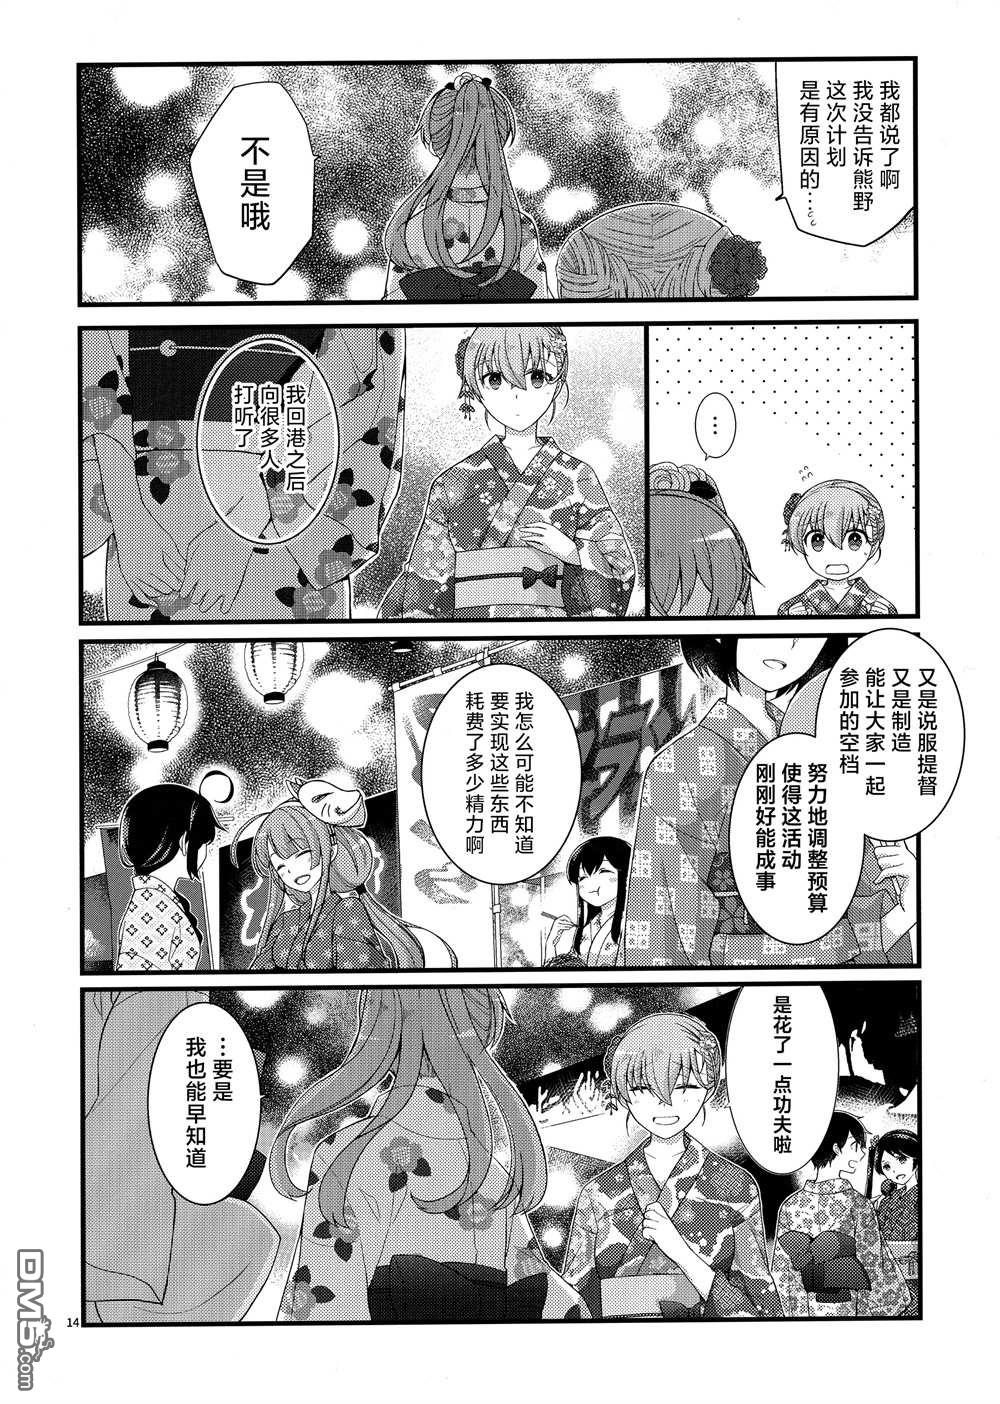 我都说了啊
我没告诉熊野
这次计划
是有原因的…
不是哦
…
我回港之后
向很多人
打听了
又是说服提督
又是制造
能让大家一起
参加的空档
努力地调整预算
使得这活动
刚刚好能成事
我怎么可能不知道
要实现这些东西
耗费了多少精力啊
是花了一点功夫啦
…要是
我也能早知道
14
DM5.com